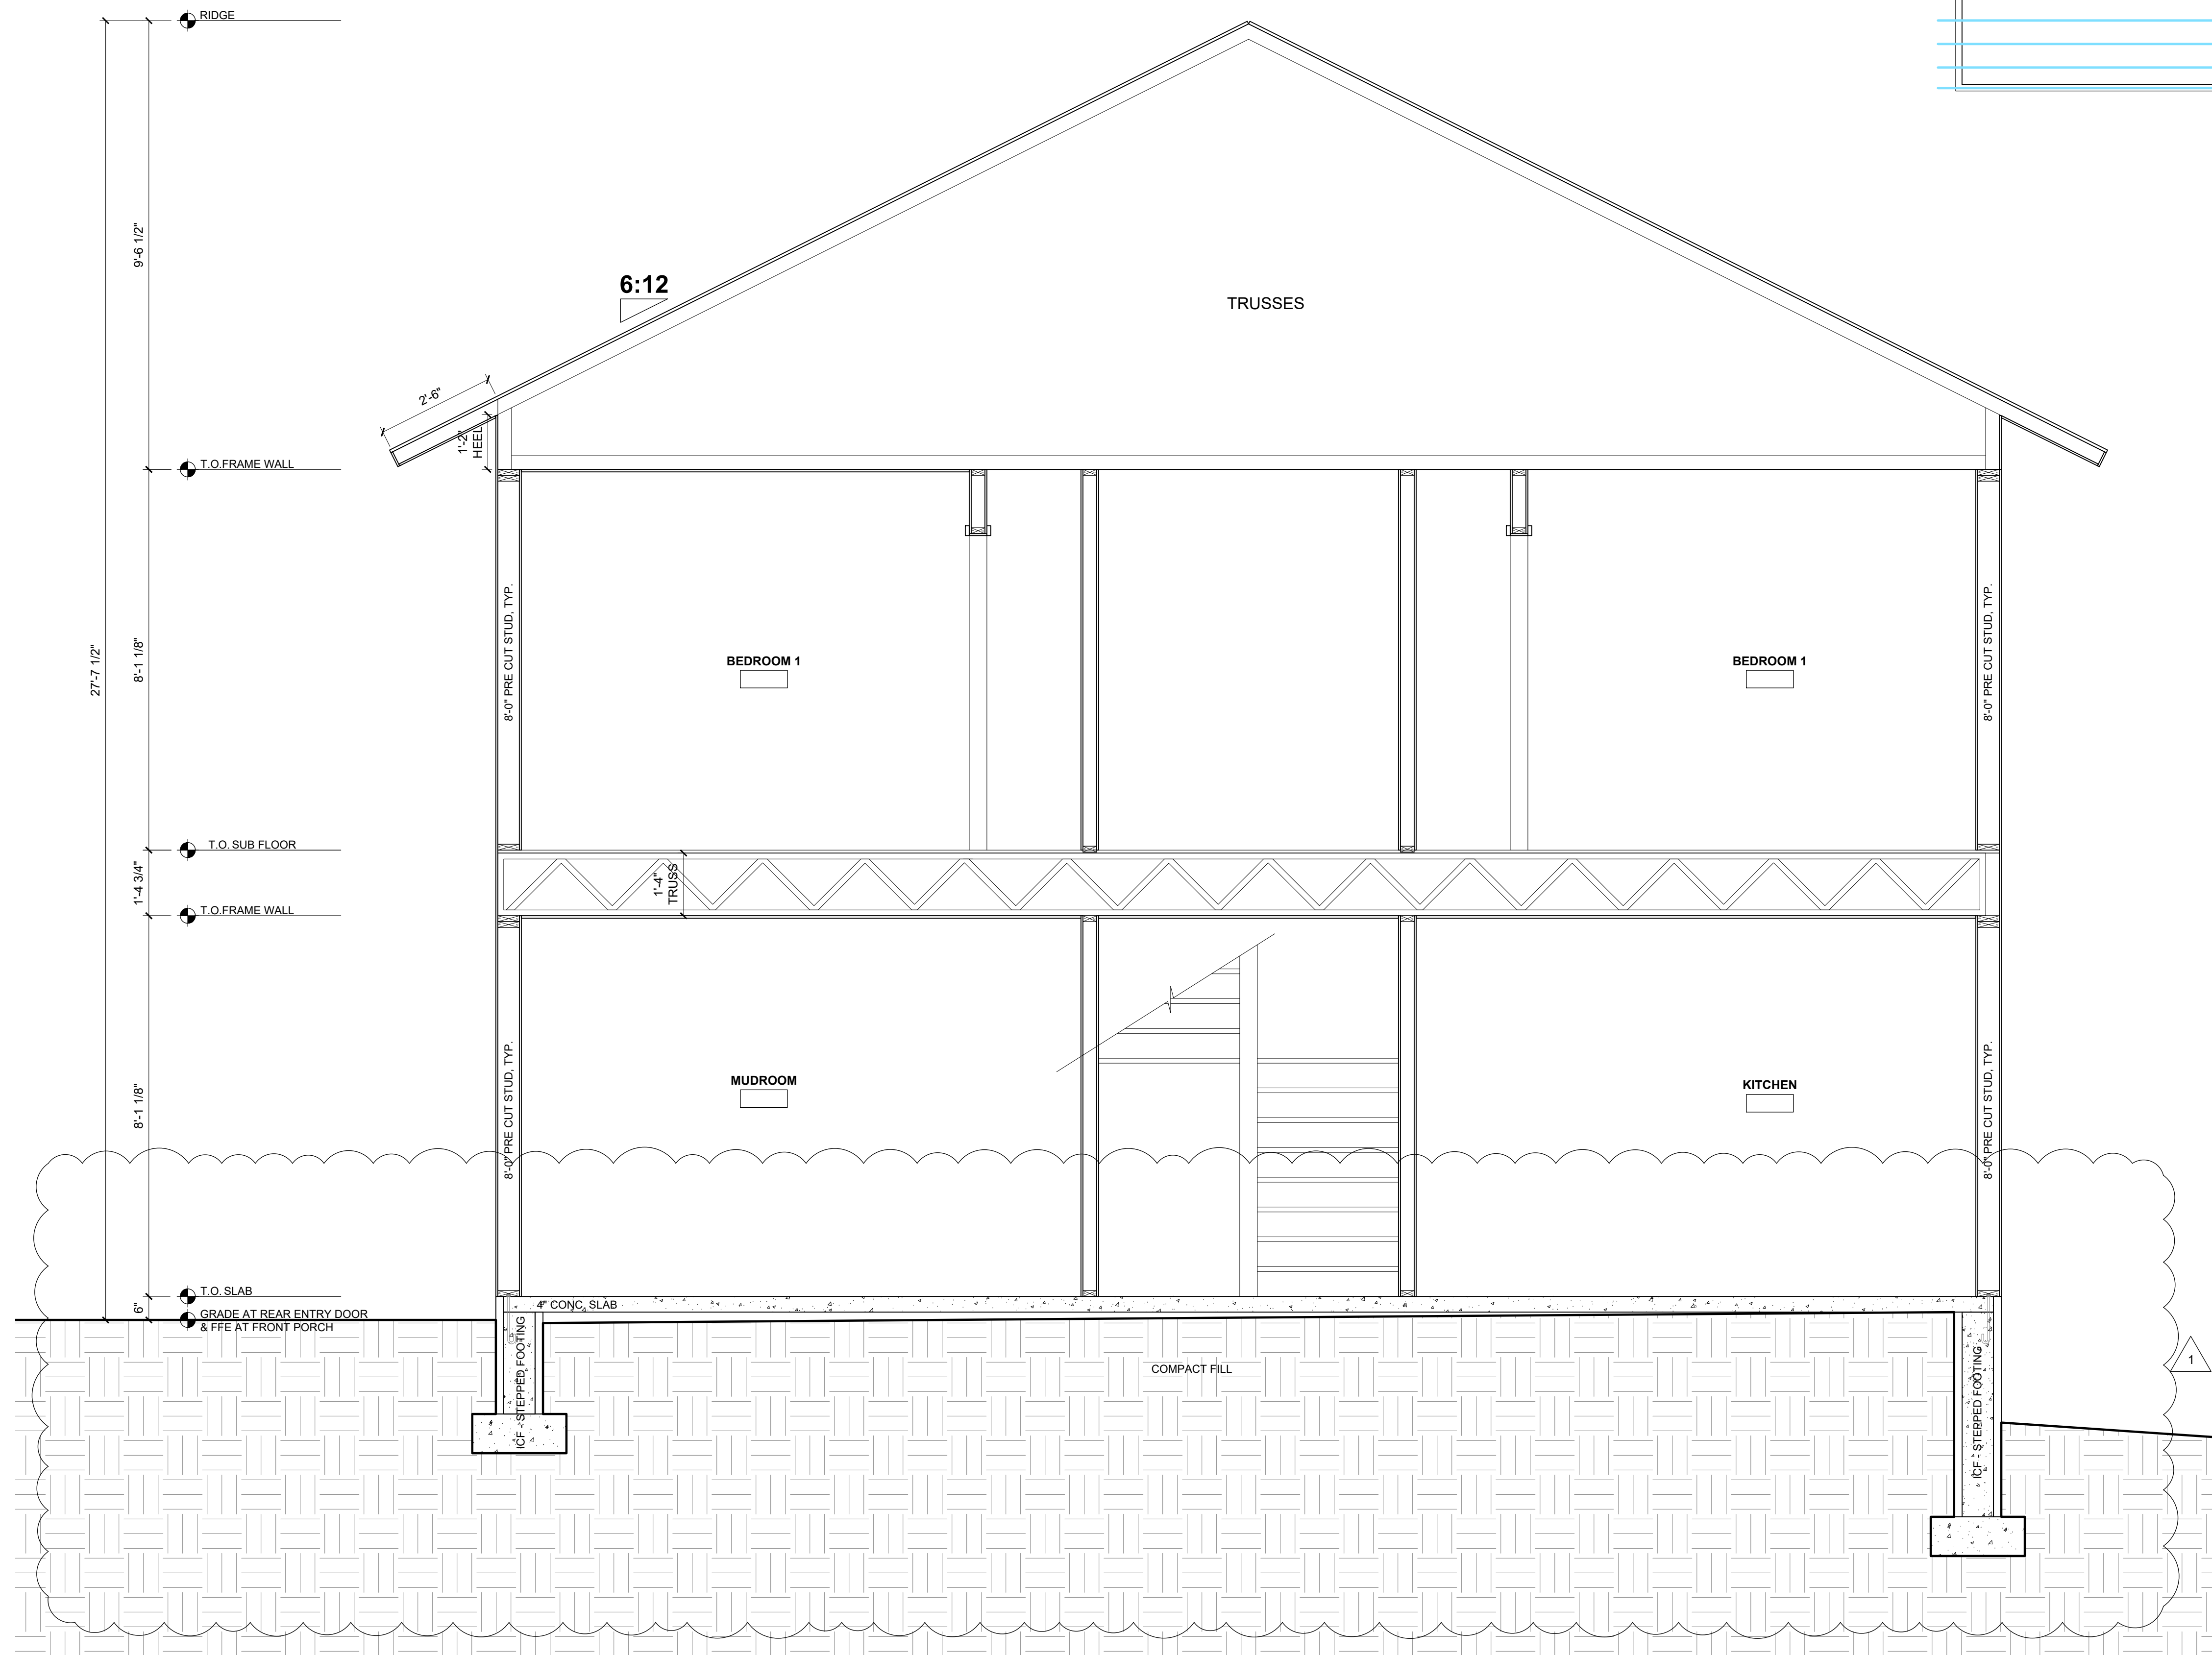 RIDGE
9'-6 1/2"
6:12
TRUSSES
2'-6"
1'-2"
HEEL
T.O.FRAME WALL
27'-7 1/2"
8'-1 1/8"
8'-0" PRE CUT STUD, TYP.
BEDROOM 1
BEDROOM 1
8'-0" PRE CUT STUD, TYP.
T.O. SUB FLOOR
1'-4 3/4"
1'-4"
TRUSS
T.O.FRAME WALL
8'-1 1/8"
8'-0" PRE CUT STUD, TYP.
MUDROOM
KITCHEN
8'-0" PRE CUT STUD, TYP.
T.O. SLAB
6"
4" CONC. SLAB
GRADE AT REAR ENTRY DOOR
& FFE AT FRONT PORCH
ICF - STEPPED FOOTING
COMPACT FILL
ICF - STEPPED FOOTING
1